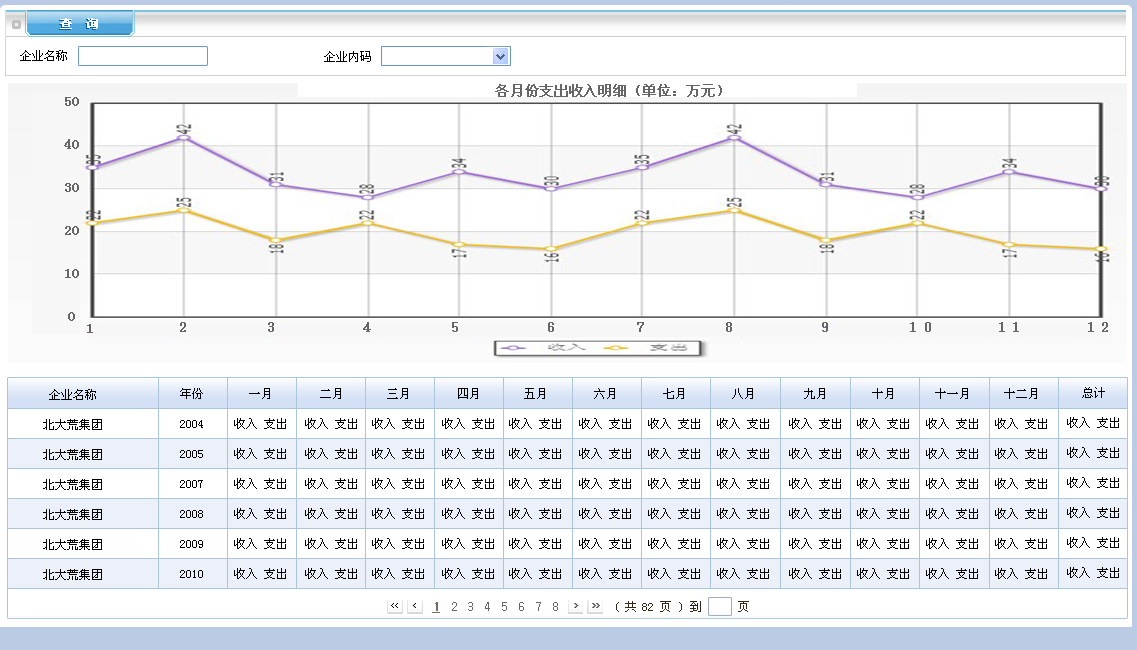 查 询
企业名称 企业内码
各月份支出收入明细（单位：万元）
50
40
30
20
10
0
35 42 31 28 34 30 35 42 31 28 34 30
22 25 18 22 17 16 22 25 18 22 17 16
1 2 3 4 5 6 7 8 9 10 11 12
收入 支出
企业名称 年份 一月 二月 三月 四月 五月 六月 七月 八月 九月 十月 十一月 十二月 总计
北大荒集团 2004 收入 支出 收入 支出 收入 支出 收入 支出 收入 支出 收入 支出 收入 支出 收入 支出 收入 支出 收入 支出 收入 支出 收入 支出 收入 支出
北大荒集团 2005 收入 支出 收入 支出 收入 支出 收入 支出 收入 支出 收入 支出 收入 支出 收入 支出 收入 支出 收入 支出 收入 支出 收入 支出 收入 支出
北大荒集团 2007 收入 支出 收入 支出 收入 支出 收入 支出 收入 支出 收入 支出 收入 支出 收入 支出 收入 支出 收入 支出 收入 支出 收入 支出 收入 支出
北大荒集团 2008 收入 支出 收入 支出 收入 支出 收入 支出 收入 支出 收入 支出 收入 支出 收入 支出 收入 支出 收入 支出 收入 支出 收入 支出 收入 支出
北大荒集团 2009 收入 支出 收入 支出 收入 支出 收入 支出 收入 支出 收入 支出 收入 支出 收入 支出 收入 支出 收入 支出 收入 支出 收入 支出 收入 支出
北大荒集团 2010 收入 支出 收入 支出 收入 支出 收入 支出 收入 支出 收入 支出 收入 支出 收入 支出 收入 支出 收入 支出 收入 支出 收入 支出 收入 支出
« ‹ 1 2 3 4 5 6 7 8 › » （ 共 82 页 ）到 页